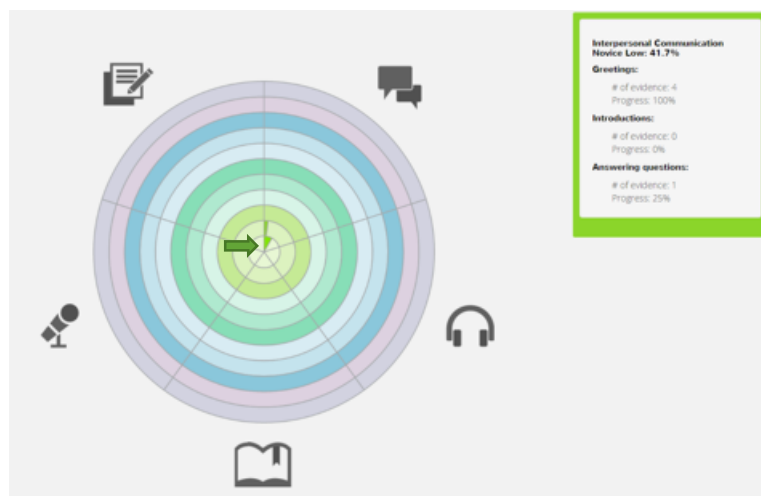 Interpersonal Communication
Novice Low: 41.7%
Greetings:
# of evidence: 4
Progress: 100%
Introductions:
# of evidence: 0
Progress: 0%
Answering questions:
# of evidence: 1
Progress: 25%